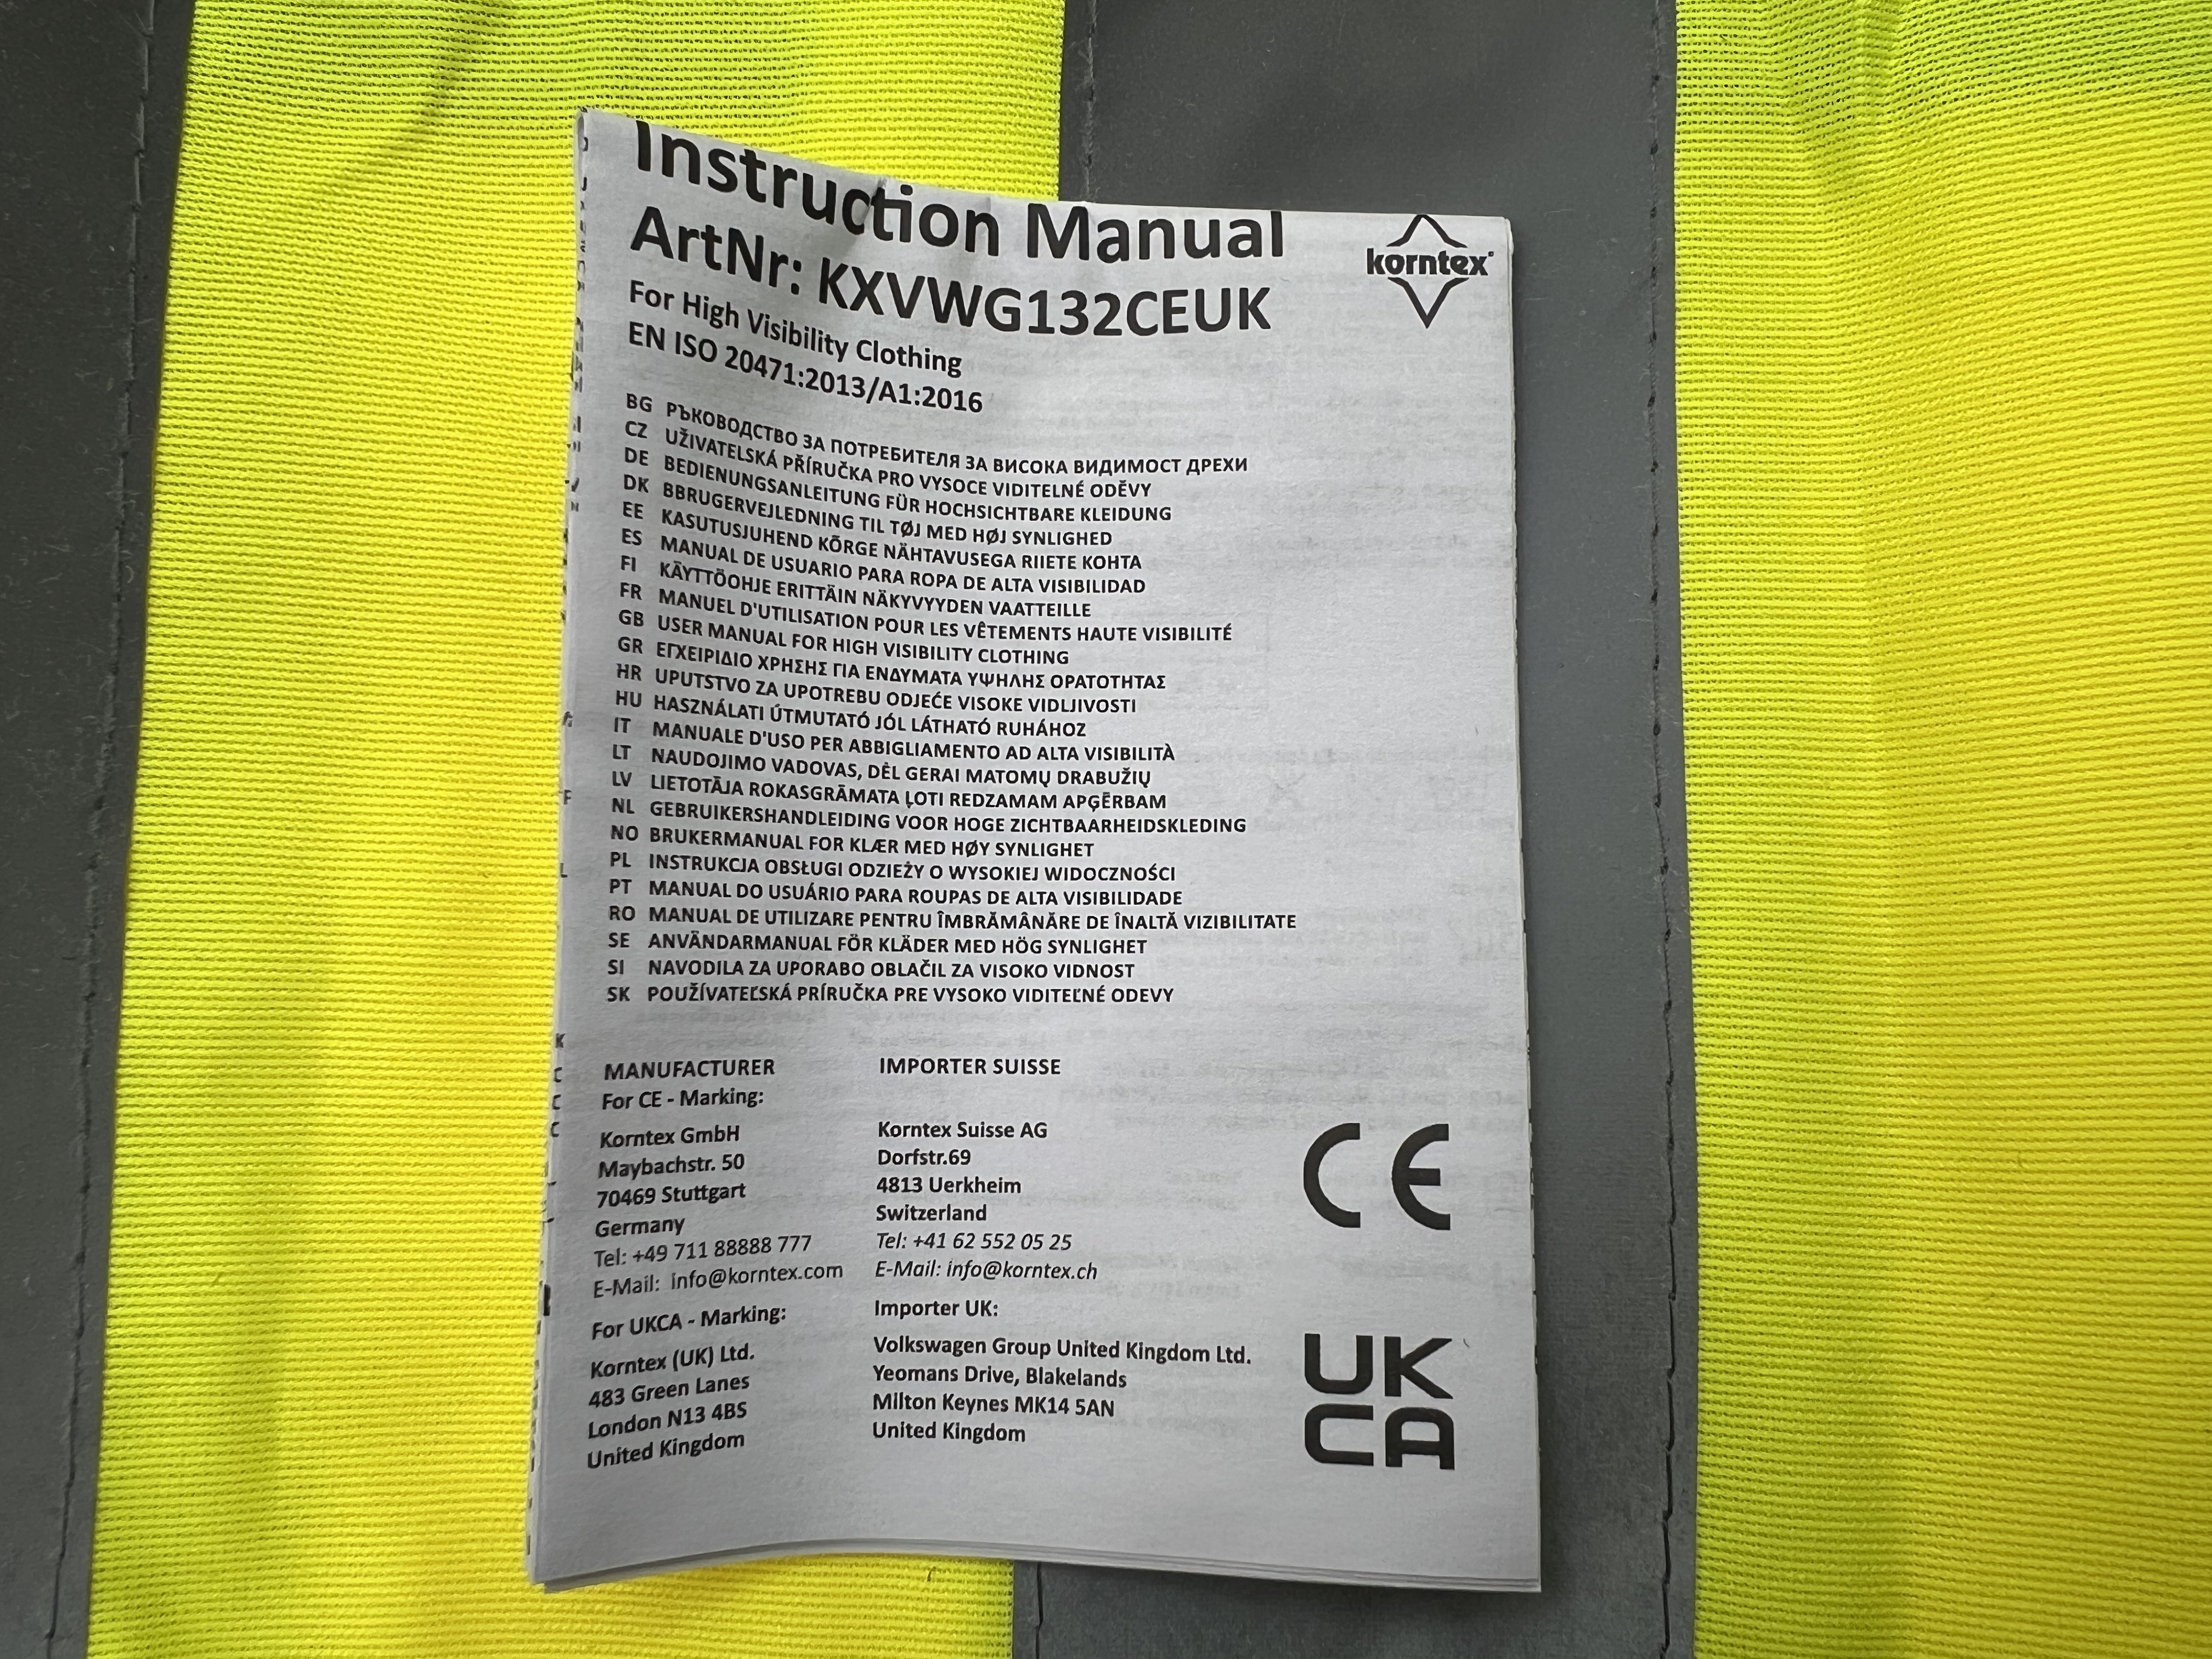 Instruction Manual
ArtNr: KXVWG132CEUK
korntex®
For High Visibility Clothing
EN ISO 20471:2013/A1:2016
BG РЪКОВОДСТВО ЗА ПОТРЕБИТЕЛЯ ЗА ВИСОКА ВИДИМОСТ ДРЕХИ
CZ UŽIVATELSKÁ PŘÍRUČKA PRO VYSOCE VIDITELNÉ ODĚVY
DE BEDIENUNGSANLEITUNG FÜR HOCHSICHTBARE KLEIDUNG
DK BBRUGERVEJLEDNING TIL TØJ MED HØJ SYNLIGHED
EE KASUTUSJUHEND KÕRGE NÄHTAVUSEGA RIIETE KOHTA
ES MANUAL DE USUARIO PARA ROPA DE ALTA VISIBILIDAD
FI KÄYTTÖOHJE ERITTÄIN NÄKYVYYDEN VAATTEILLE
FR MANUEL D'UTILISATION POUR LES VÊTEMENTS HAUTE VISIBILITÉ
GB USER MANUAL FOR HIGH VISIBILITY CLOTHING
GR ΕΓΧΕΙΡΙΔΙΟ ΧΡΗΣΗΣ ΓΙΑ ΕΝΔΥΜΑΤΑ ΥΨΗΛΗΣ ΟΡΑΤΟΤΗΤΑΣ
HR UPUTSTVO ZA UPOTREBU ODJEĆE VISOKE VIDLJIVOSTI
HU HASZNÁLATI ÚTMUTATÓ JÓL LÁTHATÓ RUHÁHOZ
IT MANUALE D'USO PER ABBIGLIAMENTO AD ALTA VISIBILITÀ
LT NAUDOJIMO VADOVAS, DĖL GERAI MATOMŲ DRABUŽIŲ
LV LIETOTĀJA ROKASGRĀMATA ĻOTI REDZAMAM APĢĒRBAM
NL GEBRUIKERSHANDLEIDING VOOR HOGE ZICHTBAARHEIDSKLEDING
NO BRUKERMANUAL FOR KLÆR MED HØY SYNLIGHET
PL INSTRUKCJA OBSŁUGI ODZIEŻY O WYSOKIEJ WIDOCZNOŚCI
PT MANUAL DO USUÁRIO PARA ROUPAS DE ALTA VISIBILIDADE
RO MANUAL DE UTILIZARE PENTRU ÎMBRĂMÂNĂRE DE ÎNALTĂ VIZIBILITATE
SE ANVÄNDARMANUAL FÖR KLÄDER MED HÖG SYNLIGHET
SI NAVODILA ZA UPORABO OBLAČIL ZA VISOKO VIDNOST
SK POUŽÍVATEĽSKÁ PRÍRUČKA PRE VYSOKO VIDITEĽNÉ ODEVY
MANUFACTURER
For CE - Marking:
Korntex GmbH
Maybachstr. 50
70469 Stuttgart
Germany
Tel: +49 711 88888 777
E-Mail: info@korntex.com
For UKCA - Marking:
Korntex (UK) Ltd.
483 Green Lanes
London N13 4BS
United Kingdom
IMPORTER SUISSE
Korntex Suisse AG
Dorfstr.69
4813 Uerkheim
Switzerland
Tel: +41 62 552 05 25
E-Mail: info@korntex.ch
Importer UK:
Volkswagen Group United Kingdom Ltd.
Yeomans Drive, Blakelands
Milton Keynes MK14 5AN
United Kingdom
CE
UK
CA